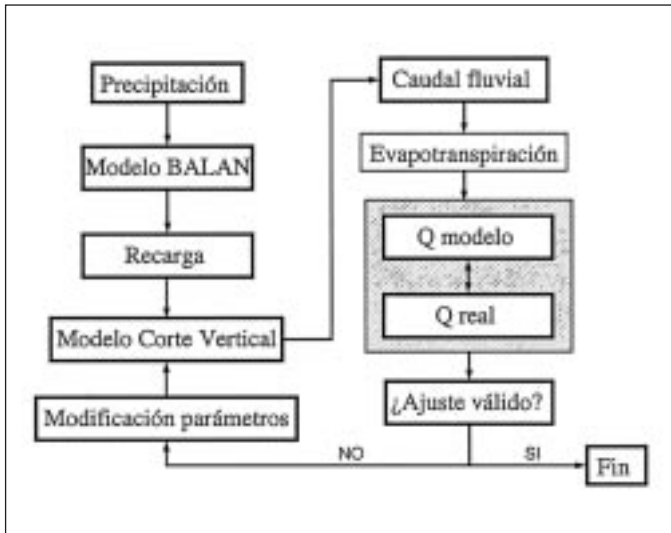 Precipitación
Modelo BALAN
Recarga
Modelo Corte Vertical
Modificación parámetros
Caudal fluvial
Evapotranspiración
Q modelo
Q real
¿Ajuste válido?
NO
SI
Fin